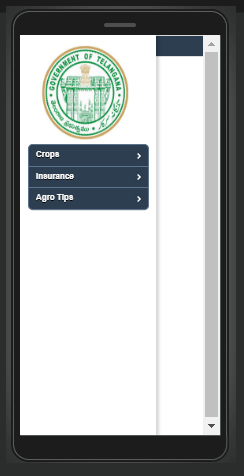 GOVERNMENT OF TELANGANA
Crops
Insurance
Agro Tips